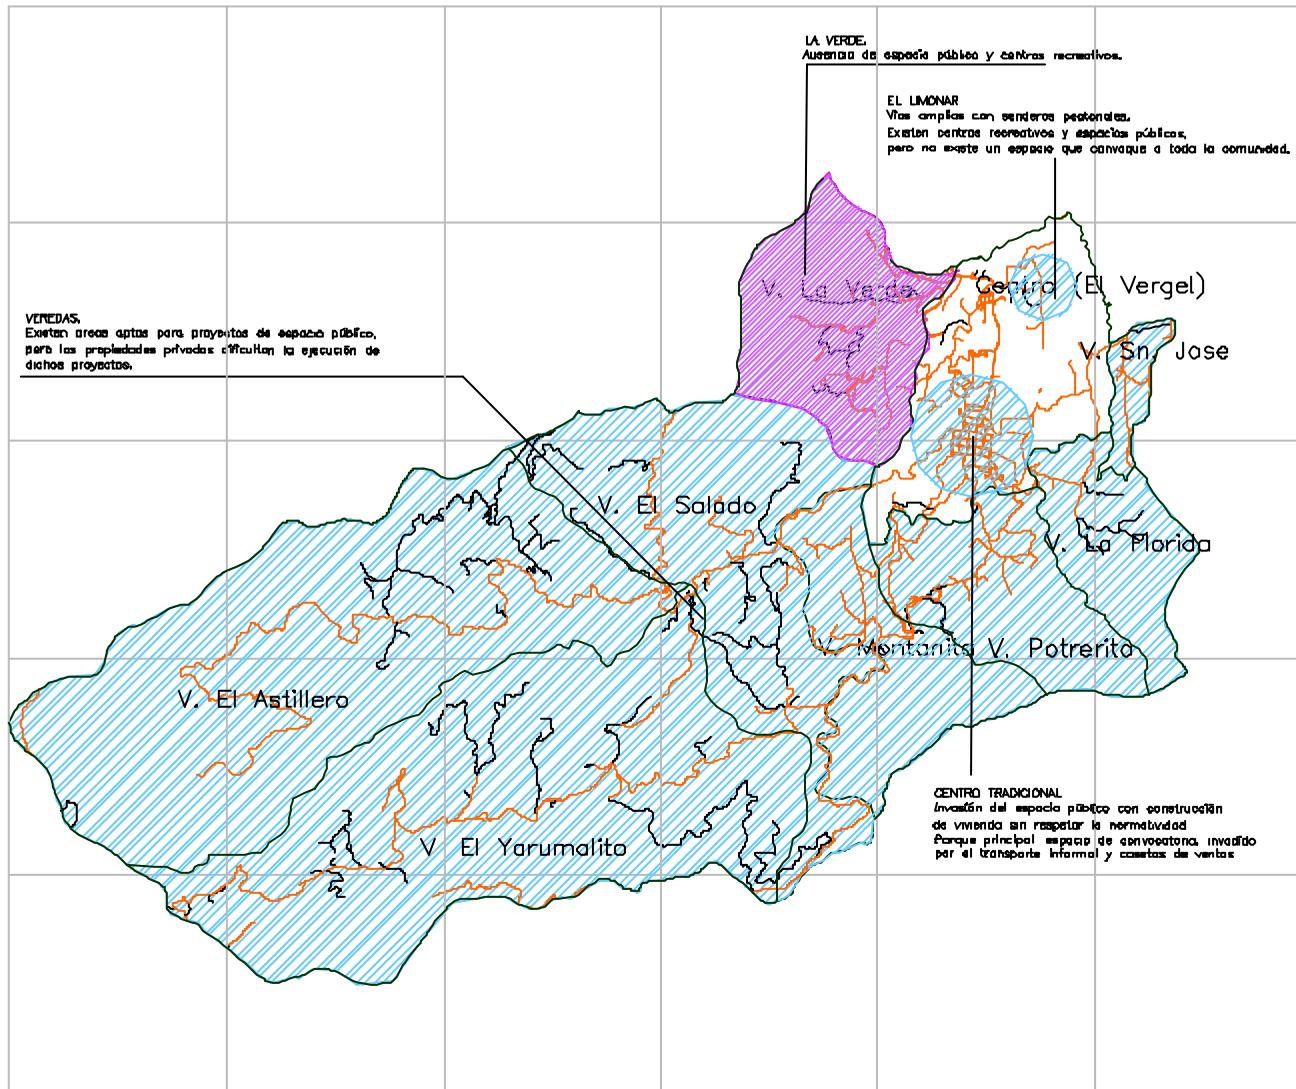 LA VERDE.
Ausencia de espacio público y centros recreativos.
EL LIMONAR
Vías amplias con senderos peatonales.
Existen centros recreativos y espacios públicos,
pero no existe un espacio que convoque a toda la comunidad.
V. La Verde
Centro (El Vergel)
VEREDAS.
Existen areas aptas para proyectos de espacio público,
pero las propiedades privadas dificultan la ejecución de
dichos proyectos.
V. Sn. Jose
V. El Salado
V. La Florida
V. Montañita
V. Potrerito
V. El Astillero
CENTRO TRADICIONAL
Invasión del espacio público con construcción
de vivienda sin respetar la normatividad
Parque principal espacio de convocatoria, invadido
por el transporte informal y casetas de ventas
V El Yarumalito